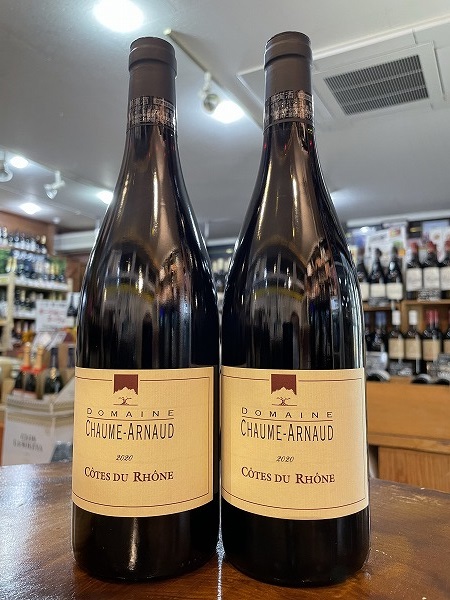 DOMAINE
CHAUME-ARNAUD
2020
CÔTES DU RHÔNE
DOMAINE
CHAUME-ARNAUD
2020
CÔTES DU RHÔNE